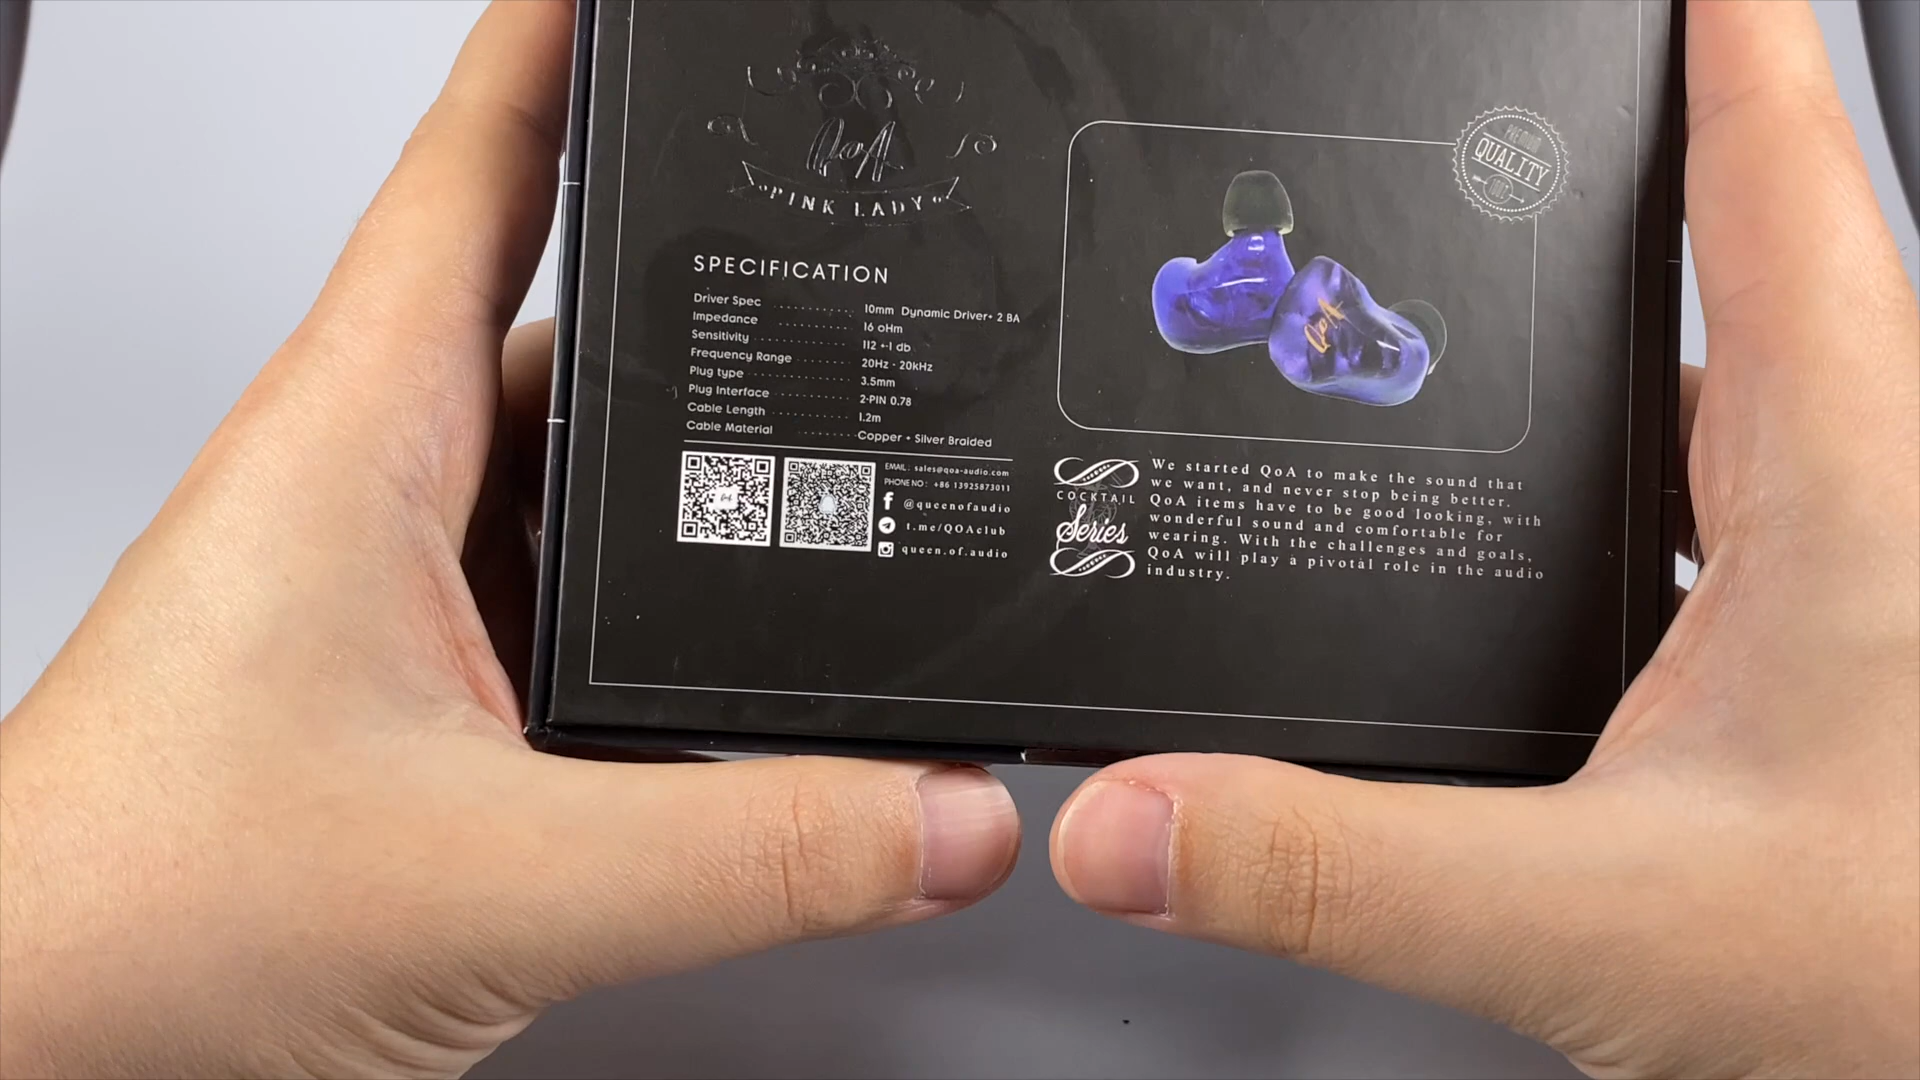 QoA
PINK LADY
SPECIFICATION
Driver Spec .............. 10mm Dynamic Driver+ 2 BA
Impedance ............ 16 oHm
Sensitivity ................. 112 +-1 db
Frequency Range ......... 20Hz - 20kHz
Plug type .................. 3.5mm
Plug Interface ............. 2-PIN 0.78
Cable Length ............. 1.2m
Cable Material ......... Copper + Silver Braided
EMAIL: sales@qoa-audio.com
PHONE NO: +86 13925873011
@queenofaudio
t.me/QOAclub
queen.of.audio
PREMIUM
QUALITY
QoA
COCKTAIL
Series
We started QoA to make the sound that
we want, and never stop being better.
QoA items have to be good looking, with
wonderful sound and comfortable for
wearing. With the challenges and goals,
QoA will play a pivotal role in the audio
industry.